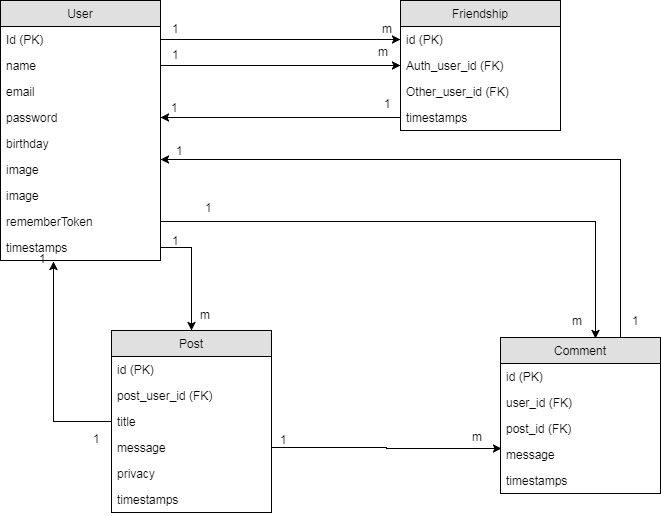 User
Id (PK)
name
email
password
birthday
image
image
rememberToken
timestamps
Friendship
id (PK)
Auth_user_id (FK)
Other_user_id (FK)
timestamps
1
m
1
m
1
1
1
1
1
1
m
m
1
Post
id (PK)
post_user_id (FK)
title
message
privacy
timestamps
1
1
m
Comment
id (PK)
user_id (FK)
post_id (FK)
message
timestamps